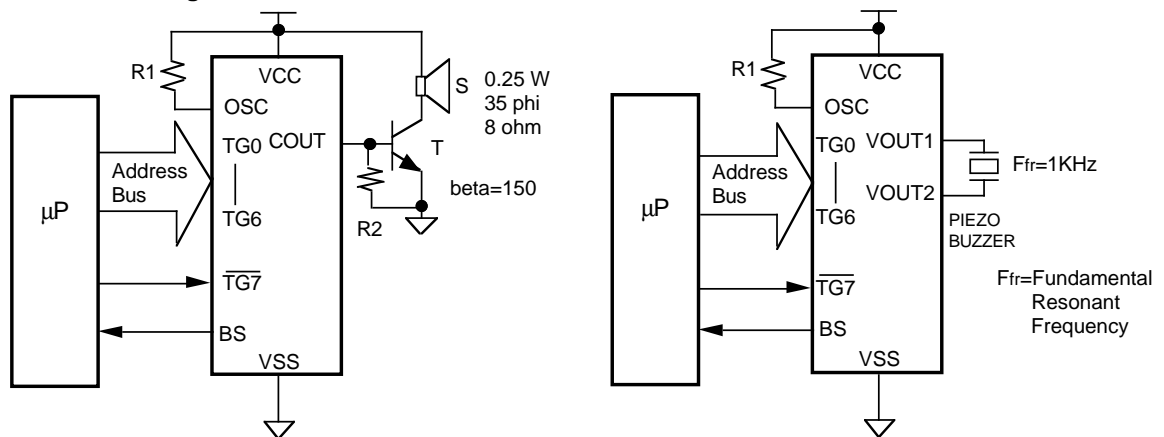 R1
VCC
OSC
S
0.25 W
35 phi
8 ohm
TG0
COUT
T
Address
Bus
μP
TG6
R2
beta=150
TG7
BS
VSS
R1
VCC
OSC
TG0
VOUT1
Address
Bus
Ffr=1KHz
VOUT2
μP
TG6
PIEZO
BUZZER
TG7
Ffr=Fundamental
Resonant
Frequency
BS
VSS